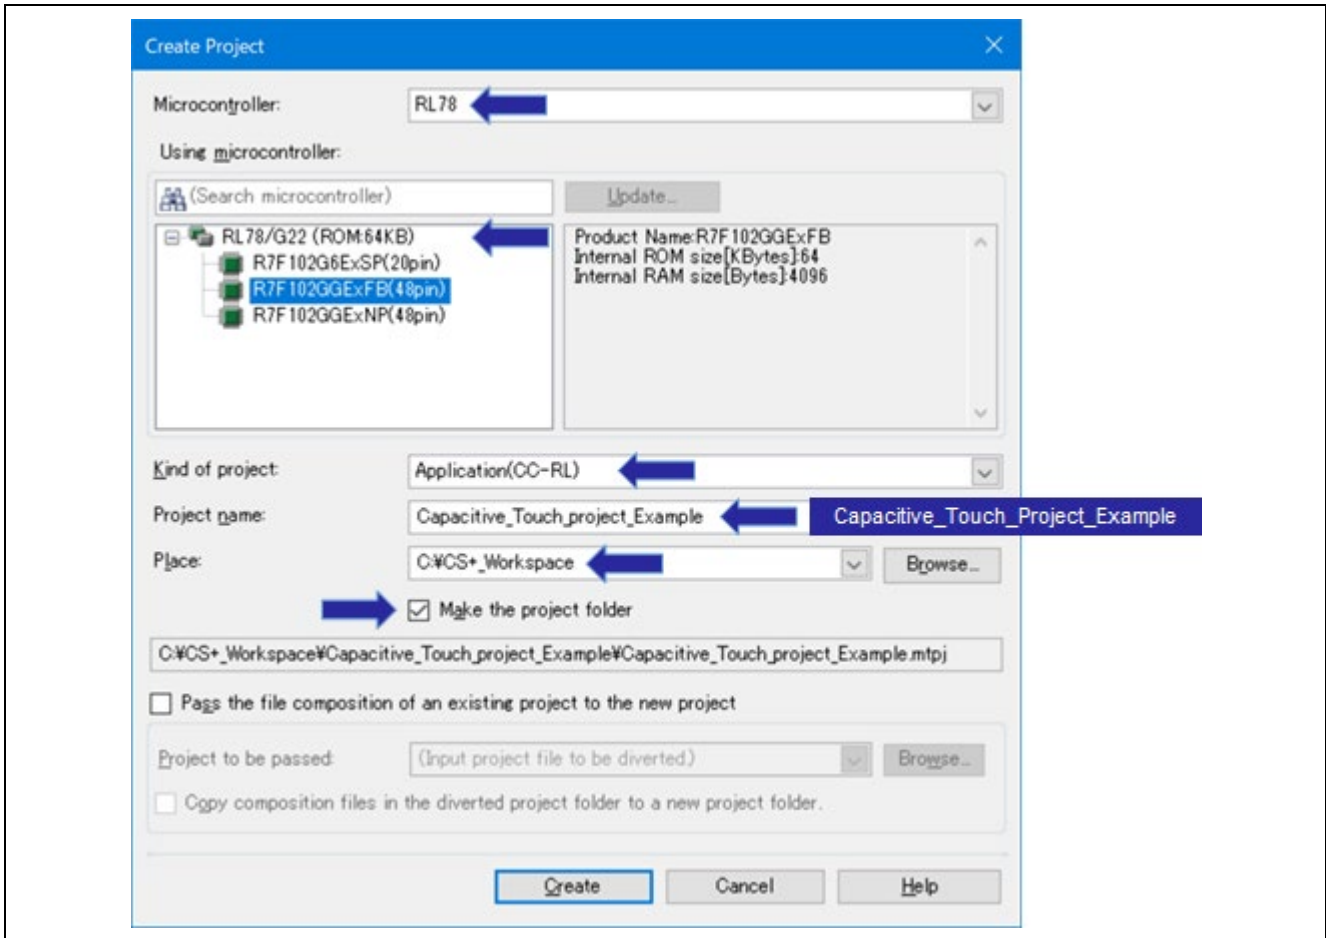 Create Project
Microcontroller: RL78
Using microcontroller:
(Search microcontroller) Update...
RL78/G22 (ROM:64KB)
R7F102G6ExSP(20pin)
R7F102GGExFB(48pin)
R7F102GGExNP(48pin)
Product Name:R7F102GGExFB
Internal ROM size[KBytes]:64
Internal RAM size[Bytes]:4096
Kind of project: Application(CC-RL)
Project name: Capacitive_Touch_project_Example Capacitive_Touch_Project_Example
Place: C:¥CS+_Workspace Browse...
Make the project folder
C:¥CS+_Workspace¥Capacitive_Touch_project_Example¥Capacitive_Touch_project_Example.mtpj
Pass the file composition of an existing project to the new project
Project to be passed: (Input project file to be diverted) Browse...
Copy composition files in the diverted project folder to a new project folder.
Create Cancel Help